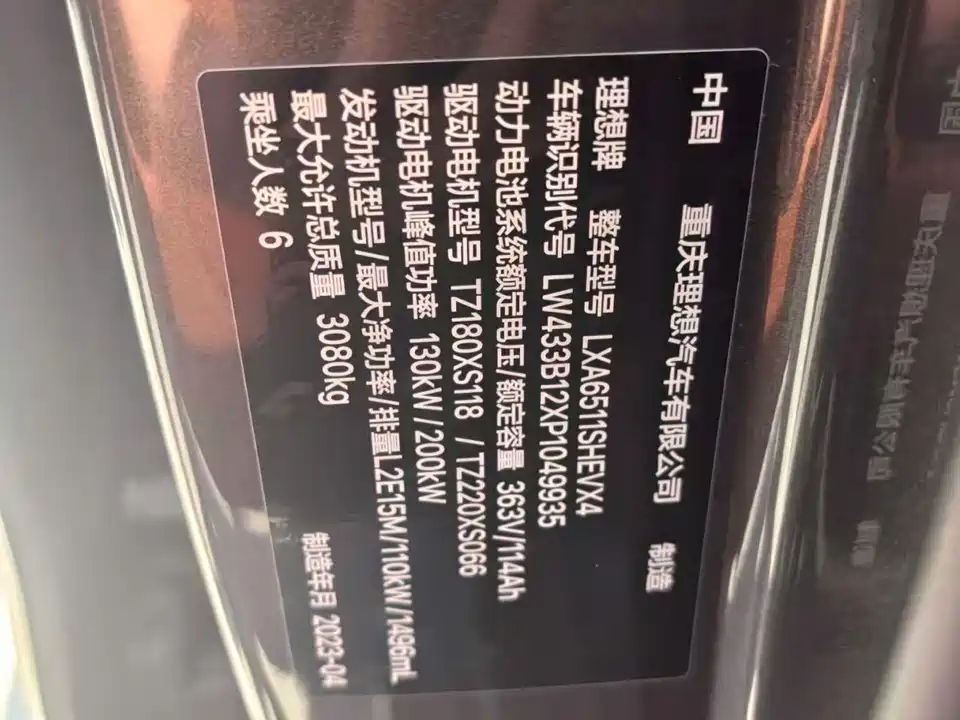 中国 重庆理想汽车有限公司 制造
理想牌 整车型号 LXA6511SHEVX4
车辆识别代号 LW433B12XP1049935
动力电池系统额定电压/额定容量 363V/114Ah
驱动电机型号 TZ180XS118 /TZ220XS066
驱动电机峰值功率 130kW/200kW
发动机型号/最大净功率/排量L2E15M/110kW/1496mL
最大允许总质量 3080kg
制造年月 2023-04
乘坐人数 6